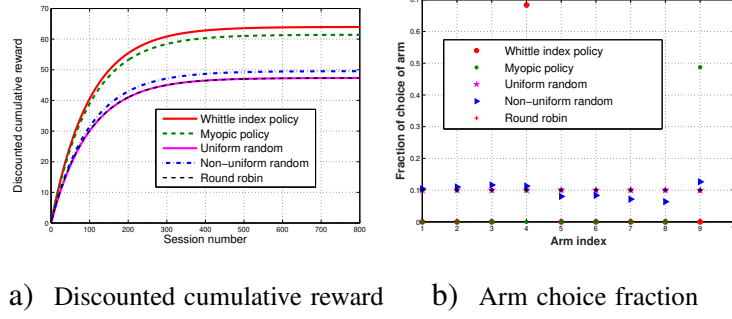 70
60
50
40
30
20
10
0
Discounted cumulative reward
Whittle index policy
Myopic policy
Uniform random
Non−uniform random
Round robin
0 100 200 300 400 500 600 700 800
Session number
0.6
0.5
0.4
0.3
0.2
0.1
0
Fraction of choice of arm
Whittle index policy
Myopic policy
Uniform random
Non−uniform random
Round robin
1 2 3 4 5 6 7 8 9
Arm index
a) Discounted cumulative reward b) Arm choice fraction